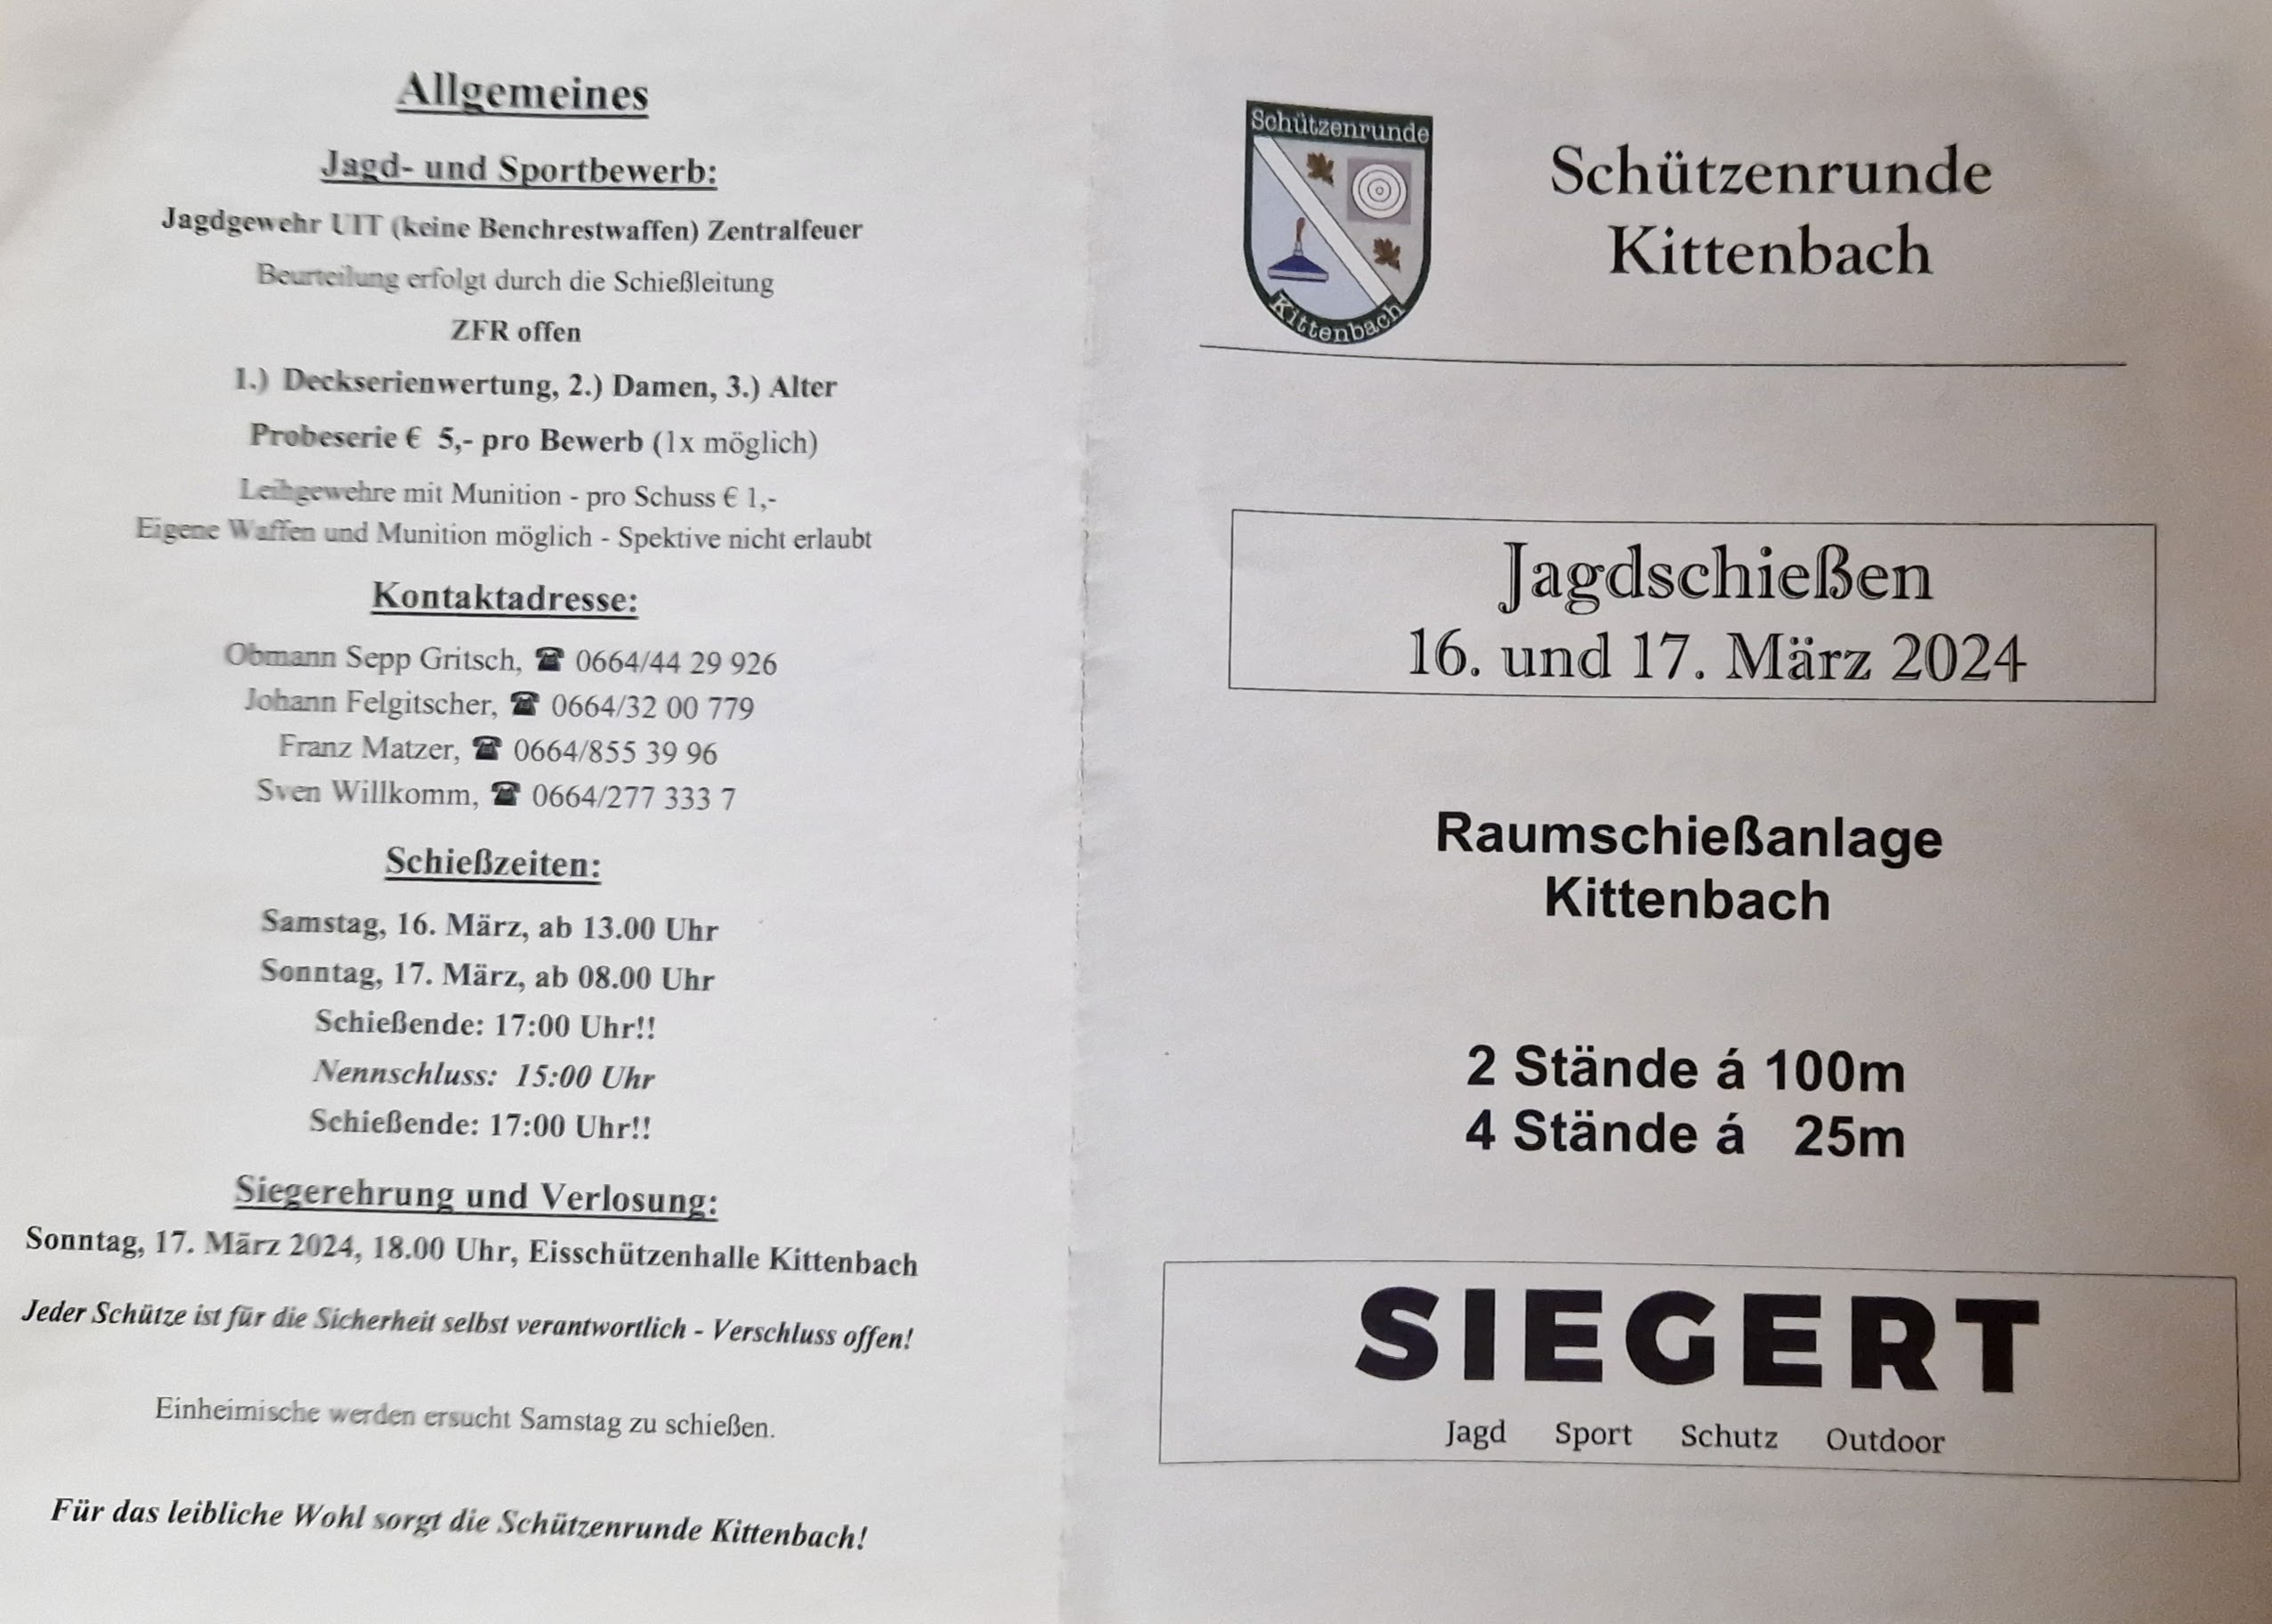 Allgemeines
Jagd- und Sportbewerb:
Jagdgewehr UIT (keine Benchrestwaffen) Zentralfeuer
Beurteilung erfolgt durch die Schießleitung
ZFR offen
1.) Deckserienwertung, 2.) Damen, 3.) Alter
Probeserie € 5,- pro Bewerb (1x möglich)
Leihgewehre mit Munition - pro Schuss € 1,-
Eigene Waffen und Munition möglich - Spektive nicht erlaubt
Kontaktadresse:
Obmann Sepp Gritsch, ☎ 0664/44 29 926
Johann Felgitscher, ☎ 0664/32 00 779
Franz Matzer, ☎ 0664/855 39 96
Sven Willkomm, ☎ 0664/277 333 7
Schießzeiten:
Samstag, 16. März, ab 13.00 Uhr
Sonntag, 17. März, ab 08.00 Uhr
Schießende: 17:00 Uhr!!
Nennschluss: 15:00 Uhr
Schießende: 17:00 Uhr!!
Siegerehrung und Verlosung:
Sonntag, 17. März 2024, 18.00 Uhr, Eisschützenhalle Kittenbach
Jeder Schütze ist für die Sicherheit selbst verantwortlich - Verschluss offen!
Einheimische werden ersucht Samstag zu schießen.
Für das leibliche Wohl sorgt die Schützenrunde Kittenbach!
Schützenrunde
Kittenbach
Schützenrunde
Kittenbach
Jagdschießen
16. und 17. März 2024
Raumschießanlage
Kittenbach
2 Stände á 100m
4 Stände á 25m
SIEGERT
Jagd Sport Schutz Outdoor